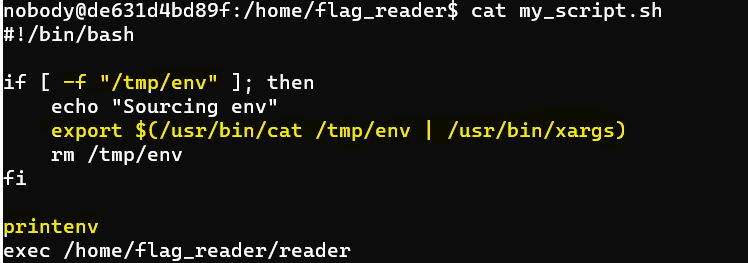 nobody@de631d4bd89f:/home/flag_reader$ cat my_script.sh
#!/bin/bash

if [ -f "/tmp/env" ]; then
    echo "Sourcing env"
    export $(/usr/bin/cat /tmp/env | /usr/bin/xargs)
    rm /tmp/env
fi

printenv
exec /home/flag_reader/reader